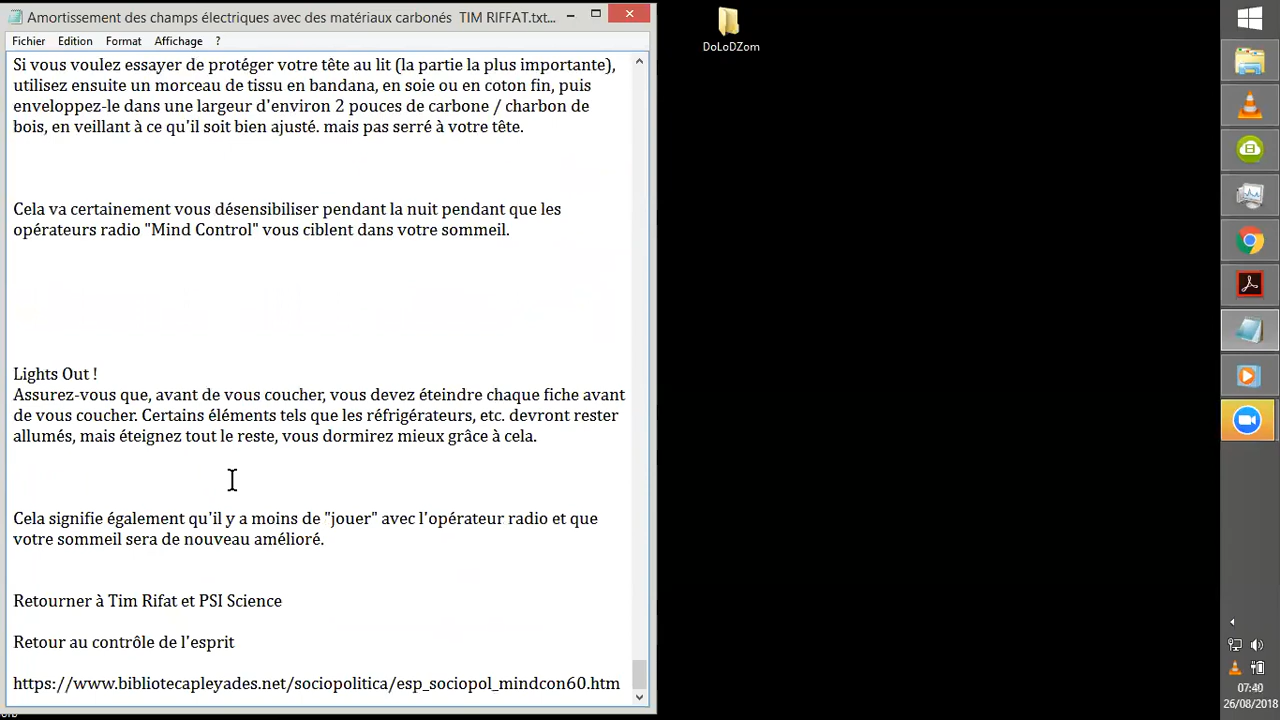 Amortissement des champs électriques avec des matériaux carbonés TIM RIFFAT.txt...
Fichier Edition Format Affichage ?
Si vous voulez essayer de protéger votre tête au lit (la partie la plus importante),
utilisez ensuite un morceau de tissu en bandana, en soie ou en coton fin, puis
enveloppez-le dans une largeur d'environ 2 pouces de carbone / charbon de
bois, en veillant à ce qu'il soit bien ajusté. mais pas serré à votre tête.
Cela va certainement vous désensibiliser pendant la nuit pendant que les
opérateurs radio "Mind Control" vous ciblent dans votre sommeil.
Lights Out !
Assurez-vous que, avant de vous coucher, vous devez éteindre chaque fiche avant
de vous coucher. Certains éléments tels que les réfrigérateurs, etc. devront rester
allumés, mais éteignez tout le reste, vous dormirez mieux grâce à cela.
Cela signifie également qu'il y a moins de "jouer" avec l'opérateur radio et que
votre sommeil sera de nouveau amélioré.
Retourner à Tim Rifat et PSI Science
Retour au contrôle de l'esprit
https://www.bibliotecapleyades.net/sociopolitica/esp_sociopol_mindcon60.htm
DoLoDZom
07:40
26/08/2018